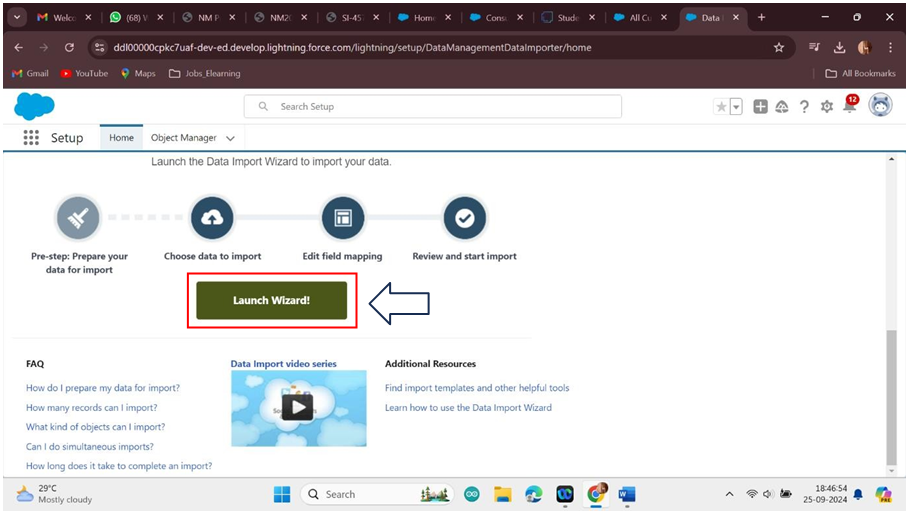 Welco
(68) W
NM P
NM20
SI-457
Home
Consu
Stude
All Cu
Data
ddl00000cpkc7uaf-dev-ed.develop.lightning.force.com/lightning/setup/DataManagementDataImporter/home
Gmail YouTube Maps Jobs_Elearning All Bookmarks
Search Setup
12
Setup Home Object Manager
Launch the Data Import Wizard to import your data.
Pre-step: Prepare your
data for import
Choose data to import
Edit field mapping
Review and start import
Launch Wizard!
FAQ
How do I prepare my data for import?
How many records can I import?
What kind of objects can I import?
Can I do simultaneous imports?
How long does it take to complete an import?
Data Import video series
Additional Resources
Find import templates and other helpful tools
Learn how to use the Data Import Wizard
29°C
Mostly cloudy
Search
18:46:54
25-09-2024